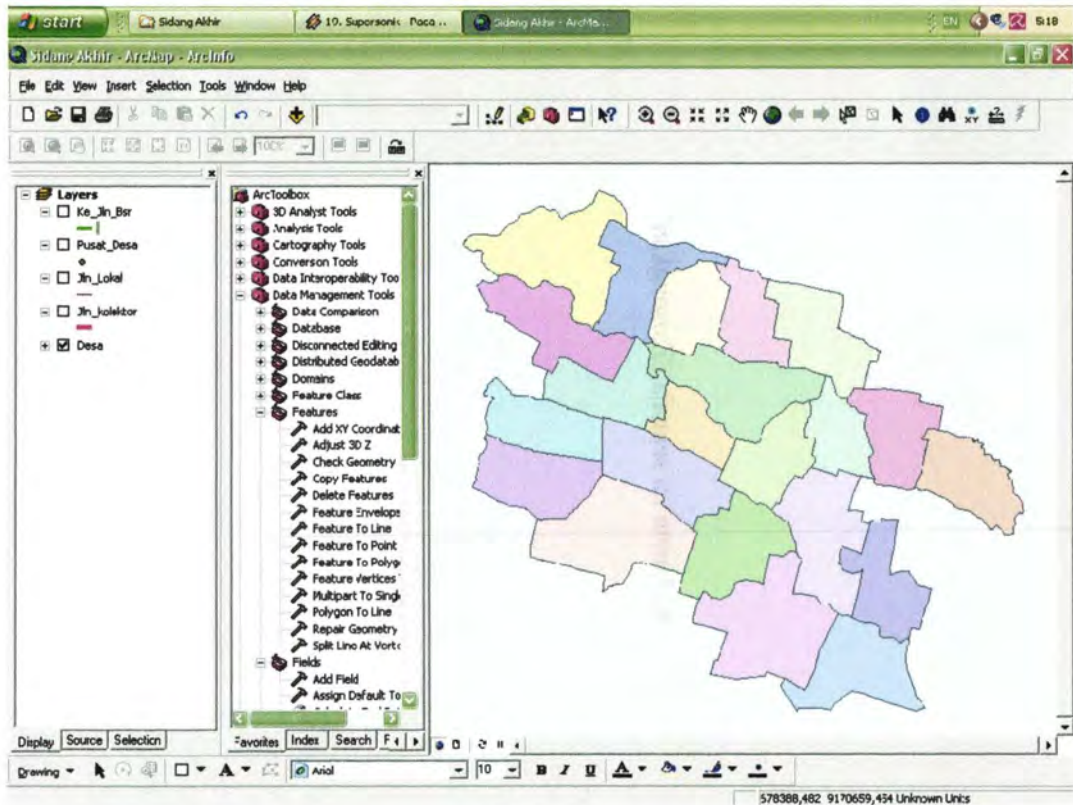 start
Sidang Akhir
10. Supersonic - Paca ...
Sidang Akhir - ArcMa...
EN
5:18
Sidang Akhir - ArcMap - ArcInfo
File Edit View Insert Selection Tools Window Help
100%
Layers
Ke_Jln_Bsr
Pusat_Desa
Jln_Lokal
Jln_kolektor
Desa
Display Source Selection
ArcToolbox
3D Analyst Tools
Analysis Tools
Cartography Tools
Conversion Tools
Data Interoperability Too
Data Management Tools
Data Comparison
Database
Disconnected Editing
Distributed Geodatab
Domains
Feature Class
Features
Add XY Coordinat
Adjust 3D Z
Check Geometry
Copy Features
Delete Features
Feature Envelope
Feature To Line
Feature To Point
Feature To Polyg
Feature Vertices
Multipart To Singl
Polygon To Line
Repair Geometry
Split Line At Vertc
Fields
Add Field
Assign Default To
Favorites Index Search F
Drawing
A
Arial
10
B I U A
578388,482 9170659,454 Unknown Units